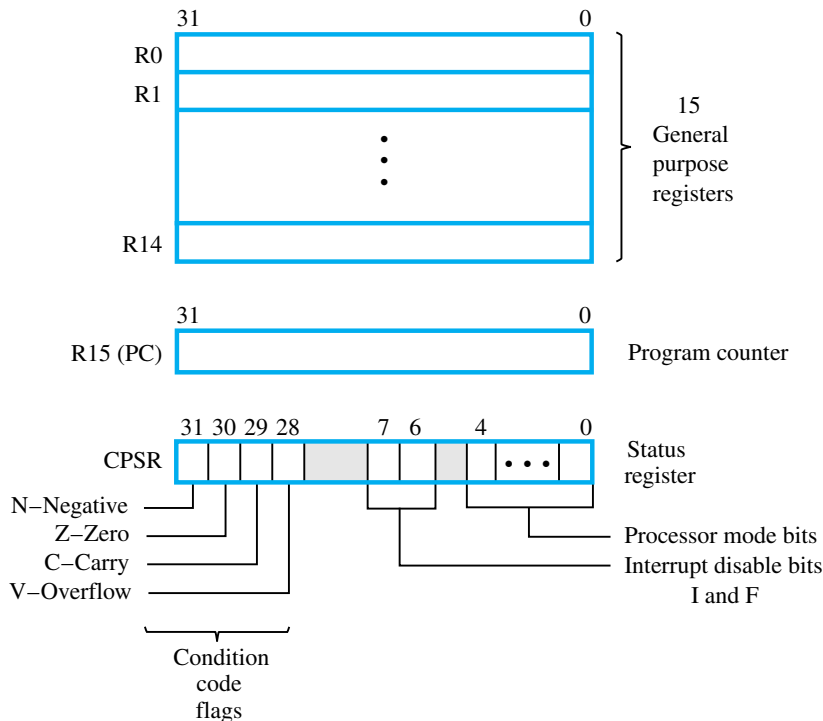 31 0
R0
R1
15
General
purpose
registers
R14
31 0
R15 (PC)
Program counter
31 30 29 28 7 6 4 0
CPSR
Status
register
N–Negative
Z–Zero
C–Carry
V–Overflow
Processor mode bits
Interrupt disable bits
I and F
Condition
code
flags